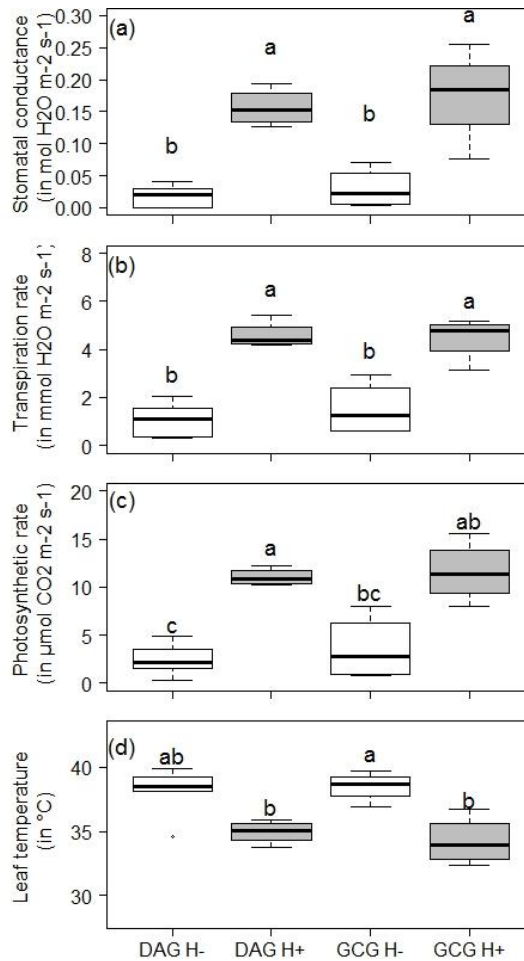 Stomatal conductance
(in mol H2O m-2 s-1)
0.30
0.25
0.20
0.15
0.10
0.05
0.00
(a)
b
a
b
a
Transpiration rate
(in mmol H2O m-2 s-1)
8
6
4
2
0
(b)
b
a
b
a
Photosynthetic rate
(in µmol CO2 m-2 s-1)
20
15
10
5
0
(c)
c
a
bc
ab
Leaf temperature
(in °C)
40
35
30
(d)
ab
b
a
b
DAG H- DAG H+ GCG H- GCG H+